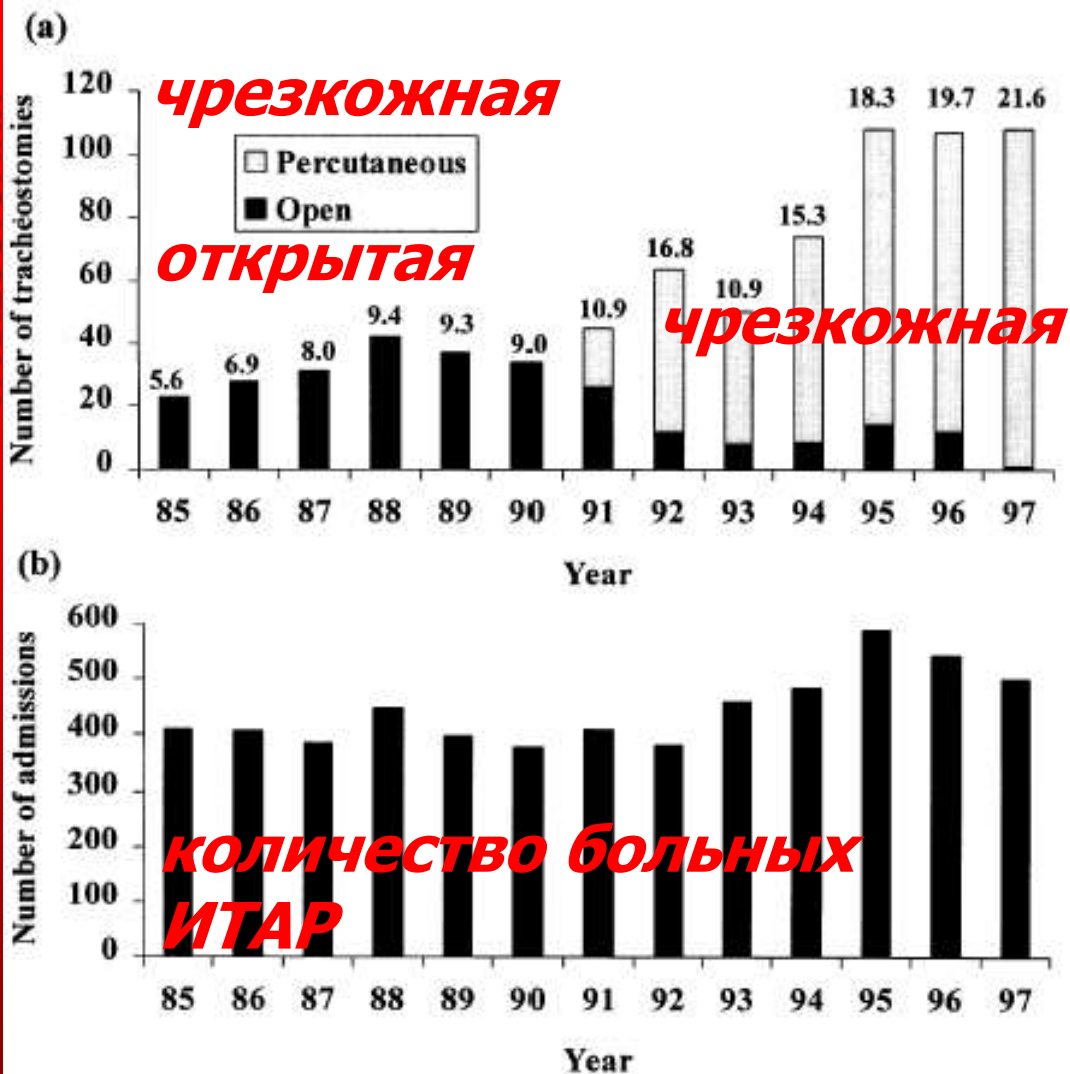 (a)
чрезкожная
Percutaneous
Open
открытая
чрезкожная
Number of tracheostomies
120
100
80
60
40
20
0
5.6 6.9 8.0 9.4 9.3 9.0 10.9 16.8 10.9 15.3 18.3 19.7 21.6
85 86 87 88 89 90 91 92 93 94 95 96 97
Year
(b)
Number of admissions
600
500
400
300
200
100
0
количество больных
ИТАР
85 86 87 88 89 90 91 92 93 94 95 96 97
Year